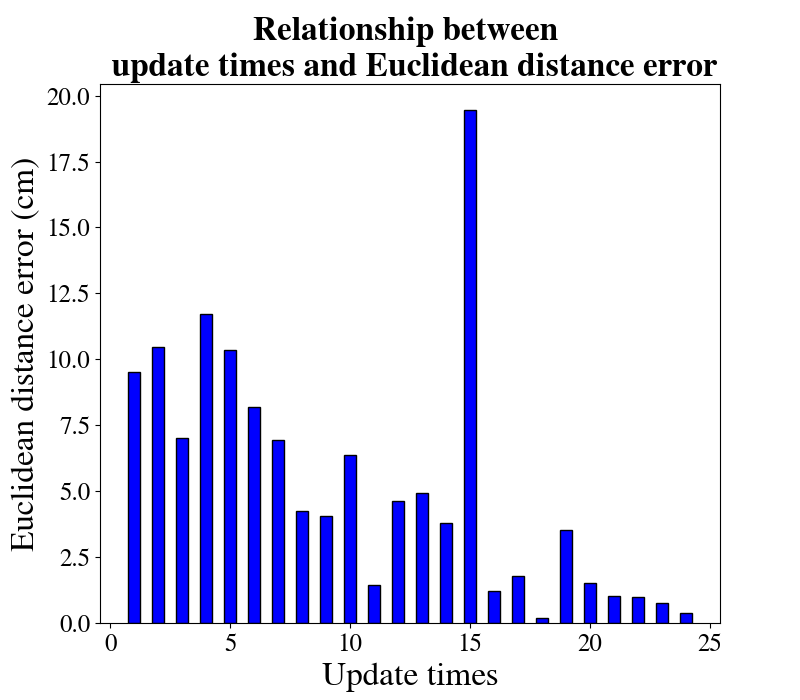 Relationship between
update times and Euclidean distance error
Euclidean distance error (cm)
20.0
17.5
15.0
12.5
10.0
7.5
5.0
2.5
0.0
0 5 10 15 20 25
Update times